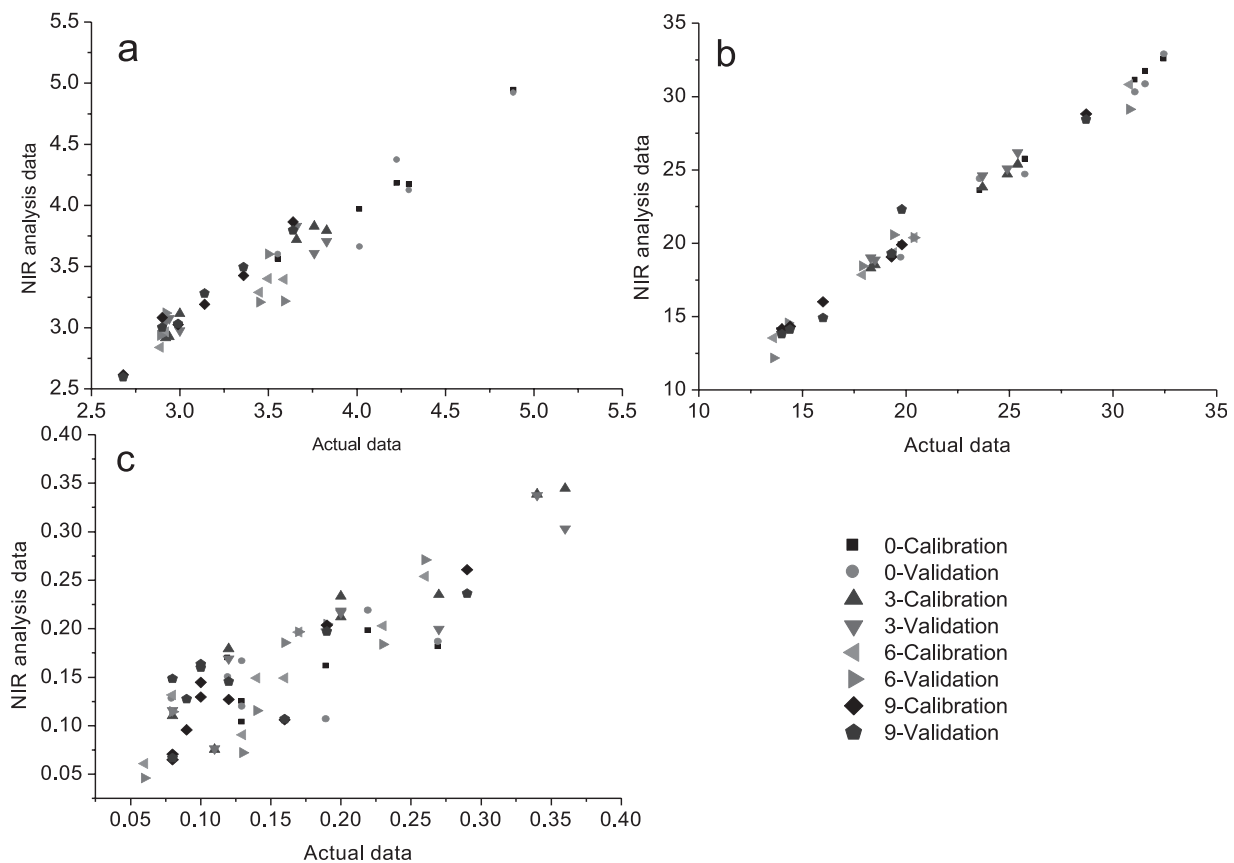 a
5.5
5.0
4.5
4.0
3.5
3.0
2.5
NIR analysis data
2.5 3.0 3.5 4.0 4.5 5.0 5.5
Actual data
b
35
30
25
20
15
10
NIR analysis data
10 15 20 25 30 35
Actual data
c
0.40
0.35
0.30
0.25
0.20
0.15
0.10
0.05
NIR analysis data
0.05 0.10 0.15 0.20 0.25 0.30 0.35 0.40
Actual data
0-Calibration
0-Validation
3-Calibration
3-Validation
6-Calibration
6-Validation
9-Calibration
9-Validation